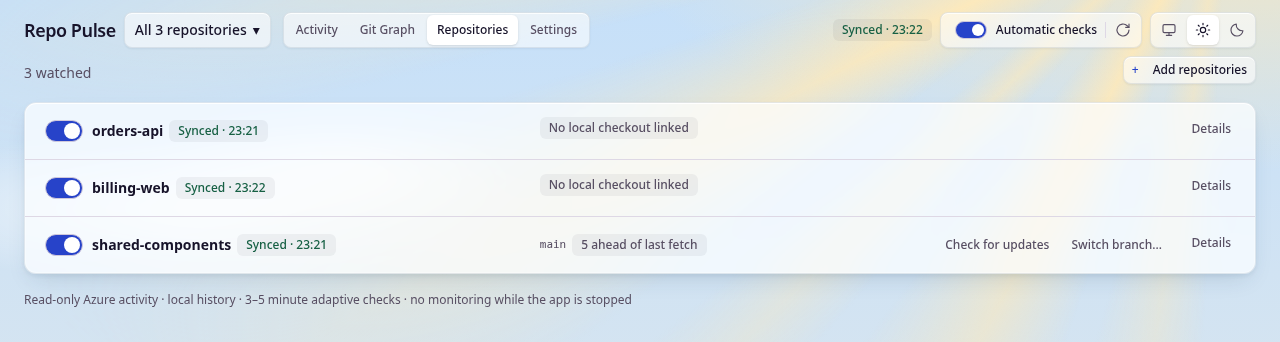 Repo Pulse All 3 repositories ▾ Activity Git Graph Repositories Settings Synced · 23:22 Automatic checks
3 watched + Add repositories
orders-api Synced · 23:21 No local checkout linked Details
billing-web Synced · 23:22 No local checkout linked Details
shared-components Synced · 23:21 main 5 ahead of last fetch Check for updates Switch branch… Details
Read-only Azure activity · local history · 3–5 minute adaptive checks · no monitoring while the app is stopped